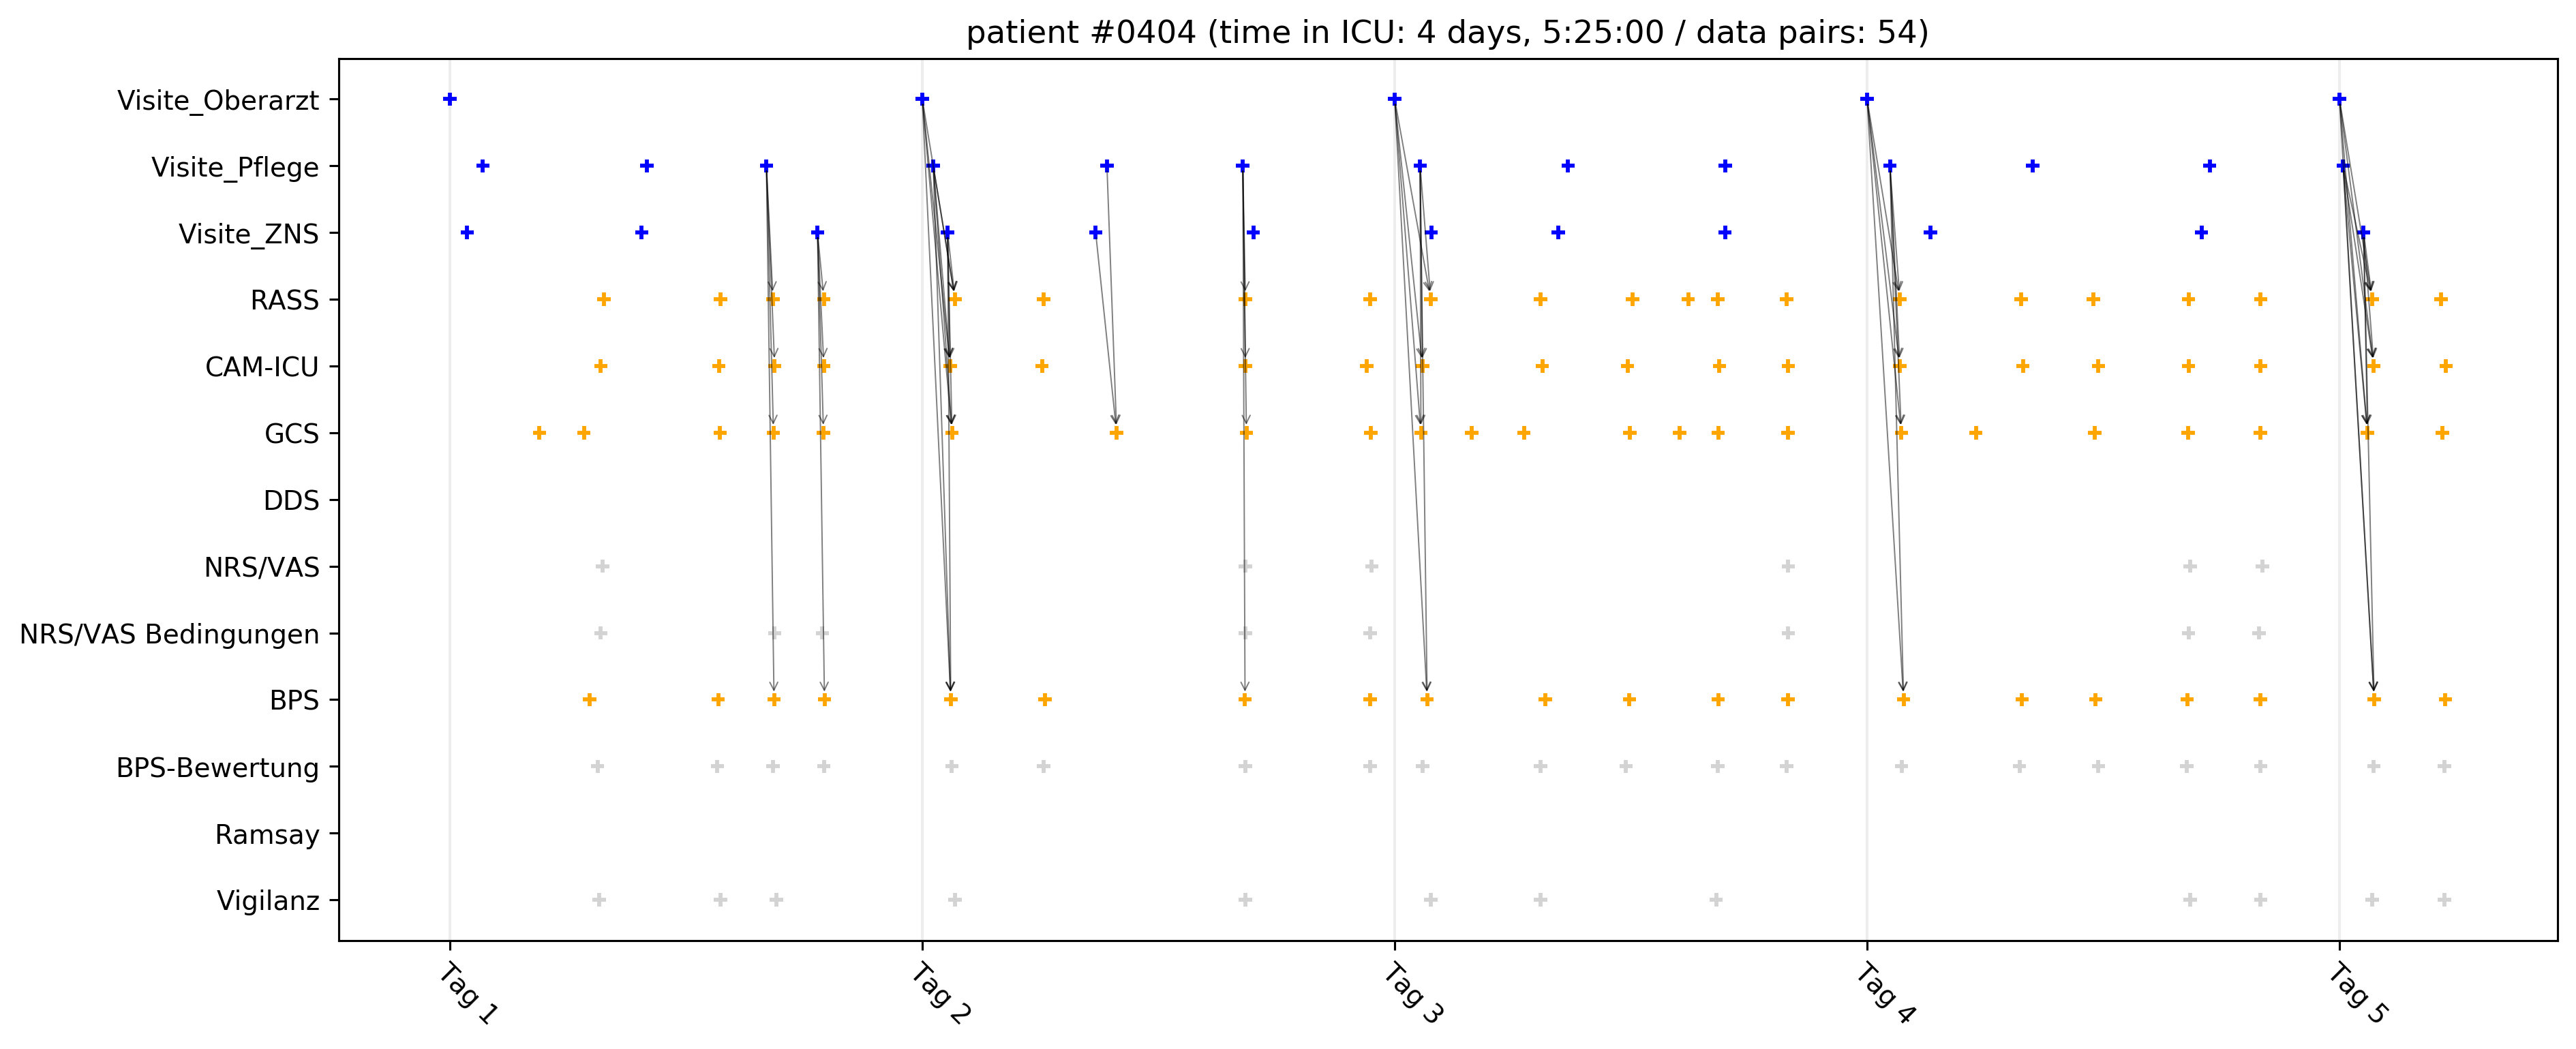 patient #0404 (time in ICU: 4 days, 5:25:00 / data pairs: 54)
Visite_Oberarzt
Visite_Pflege
Visite_ZNS
RASS
CAM-ICU
GCS
DDS
NRS/VAS
NRS/VAS Bedingungen
BPS
BPS-Bewertung
Ramsay
Vigilanz
Tag 1
Tag 2
Tag 3
Tag 4
Tag 5